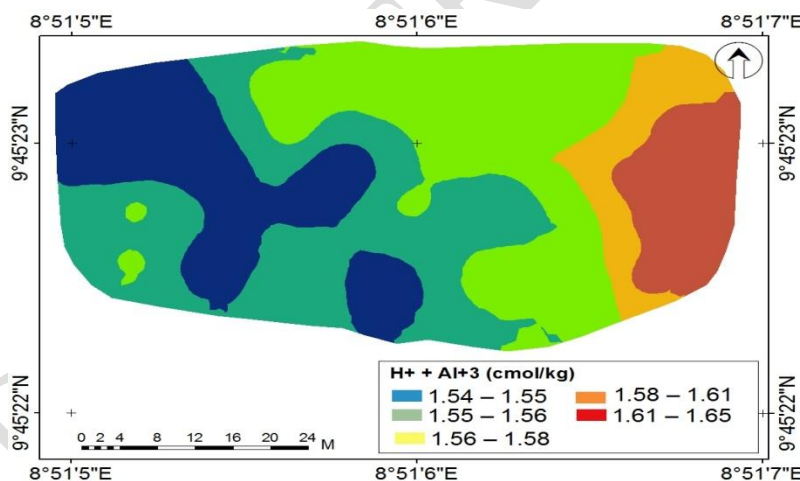 8°51'5"E 8°51'6"E 8°51'7"E
9°45'23"N 9°45'23"N
9°45'22"N 9°45'22"N
H+ + Al+3 (cmol/kg)
1.54 – 1.55 1.58 – 1.61
1.55 – 1.56 1.61 – 1.65
1.56 – 1.58
0 2 4 8 12 16 20 24 M
8°51'5"E 8°51'6"E 8°51'7"E